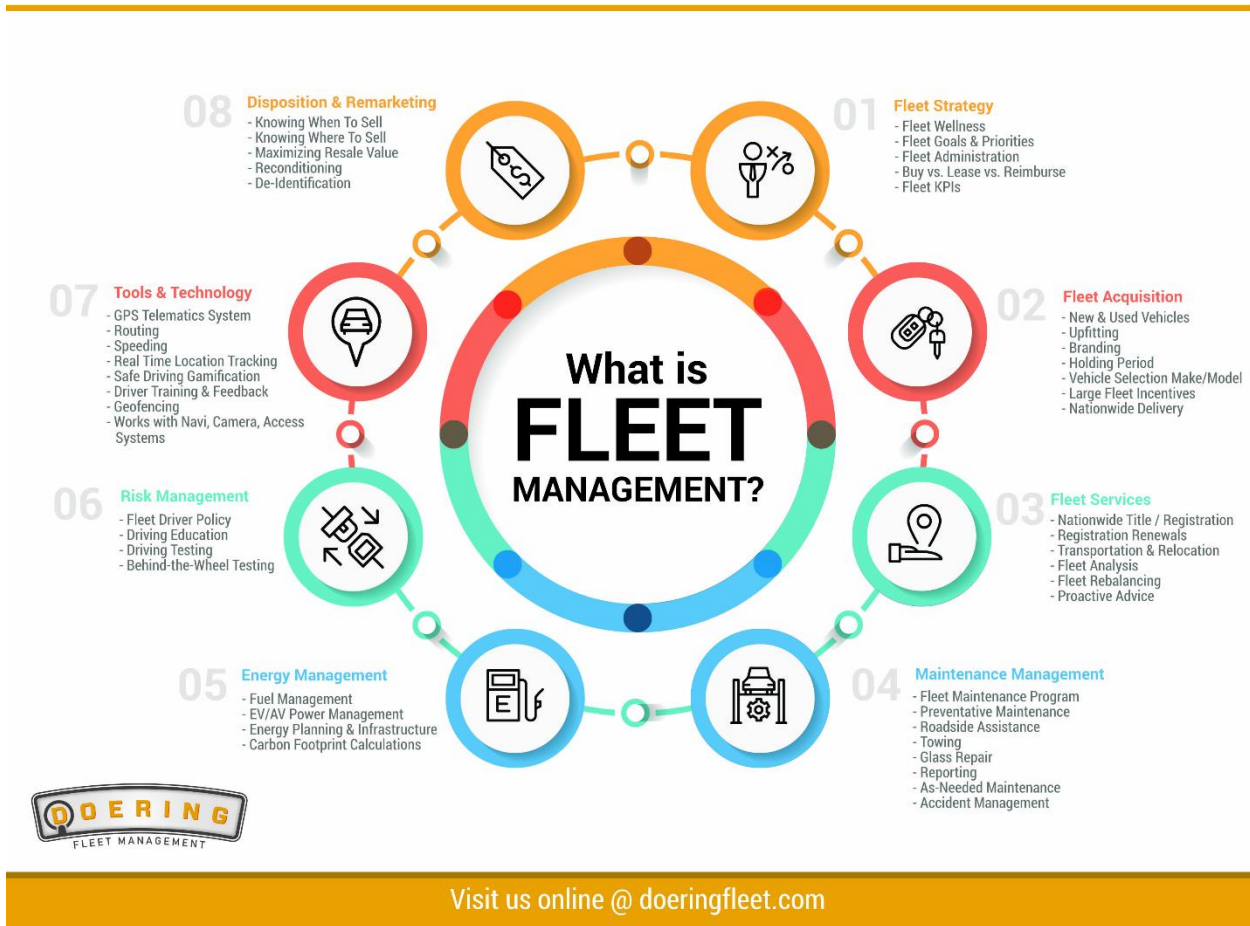 What is
FLEET
MANAGEMENT?
01
Fleet Strategy
- Fleet Wellness
- Fleet Goals & Priorities
- Fleet Administration
- Buy vs. Lease vs. Reimburse
- Fleet KPIs
02
Fleet Acquisition
- New & Used Vehicles
- Upfitting
- Branding
- Holding Period
- Vehicle Selection Make/Model
- Large Fleet Incentives
- Nationwide Delivery
03
Fleet Services
- Nationwide Title / Registration
- Registration Renewals
- Transportation & Relocation
- Fleet Analysis
- Fleet Rebalancing
- Proactive Advice
04
Maintenance Management
- Fleet Maintenance Program
- Preventative Maintenance
- Roadside Assistance
- Towing
- Glass Repair
- Reporting
- As-Needed Maintenance
- Accident Management
05
Energy Management
- Fuel Management
- EV/AV Power Management
- Energy Planning & Infrastructure
- Carbon Footprint Calculations
E
06
Risk Management
- Fleet Driver Policy
- Driving Education
- Driving Testing
- Behind-the-Wheel Testing
07
Tools & Technology
- GPS Telematics System
- Routing
- Speeding
- Real Time Location Tracking
- Safe Driving Gamification
- Driver Training & Feedback
- Geofencing
- Works with Navi, Camera, Access
Systems
08
Disposition & Remarketing
- Knowing When To Sell
- Knowing Where To Sell
- Maximizing Resale Value
- Reconditioning
- De-Identification
$
DOERING
FLEET MANAGEMENT
Visit us online @ doeringfleet.com